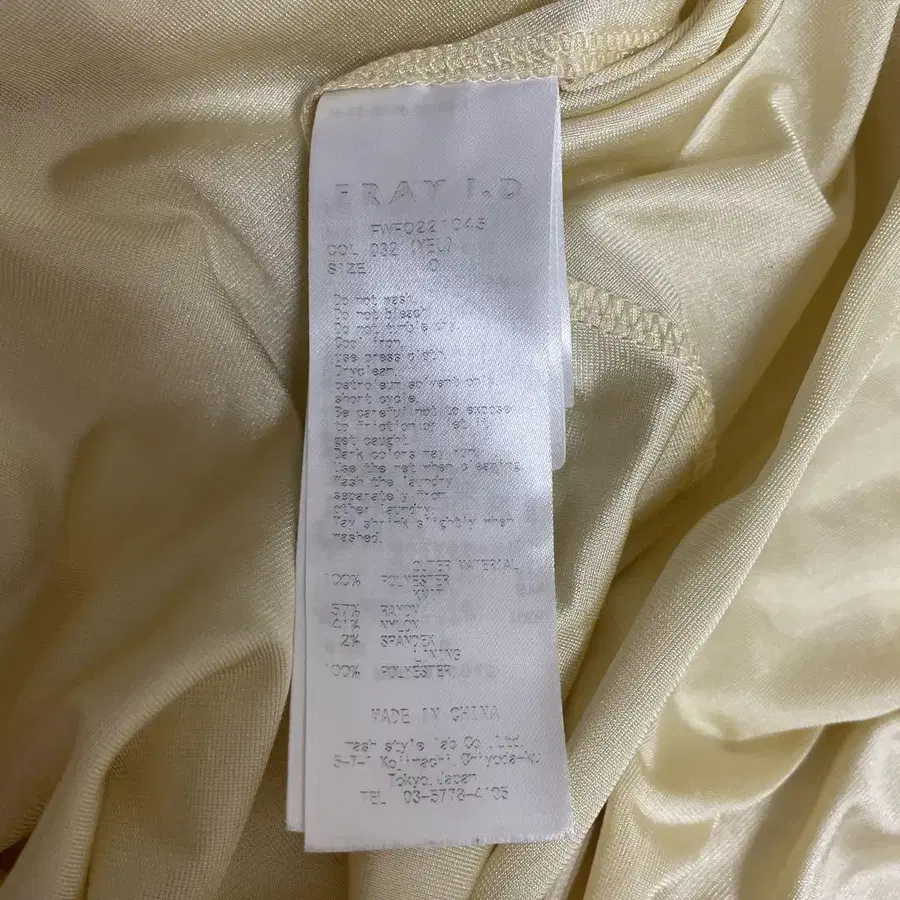 FRAY I.D
FWFO221045
COL 032 (YEL)
SIZE 0
Do not wash.
Do not bleach.
Do not tumble dry.
Cool iron.
use press cloth.
Dryclean.
petroleum solvent only.
short cycle.
Be careful not to expose
to friction or let it
get caught.
Dark colors may run.
Use the net when cleaning.
Wash the laundry
separately from
other laundry.
May shrink slightly when
washed.
OUTER MATERIAL
100% POLYESTER
KNIT
57% RAYON
41% NYLON
2% SPANDEX
LINING
100% POLYESTER
MADE IN CHINA
mash style lab Co.,Ltd.
5-7-1 Kojimachi, Chiyoda-ku
Tokyo.Japan
TEL 03-5778-4105